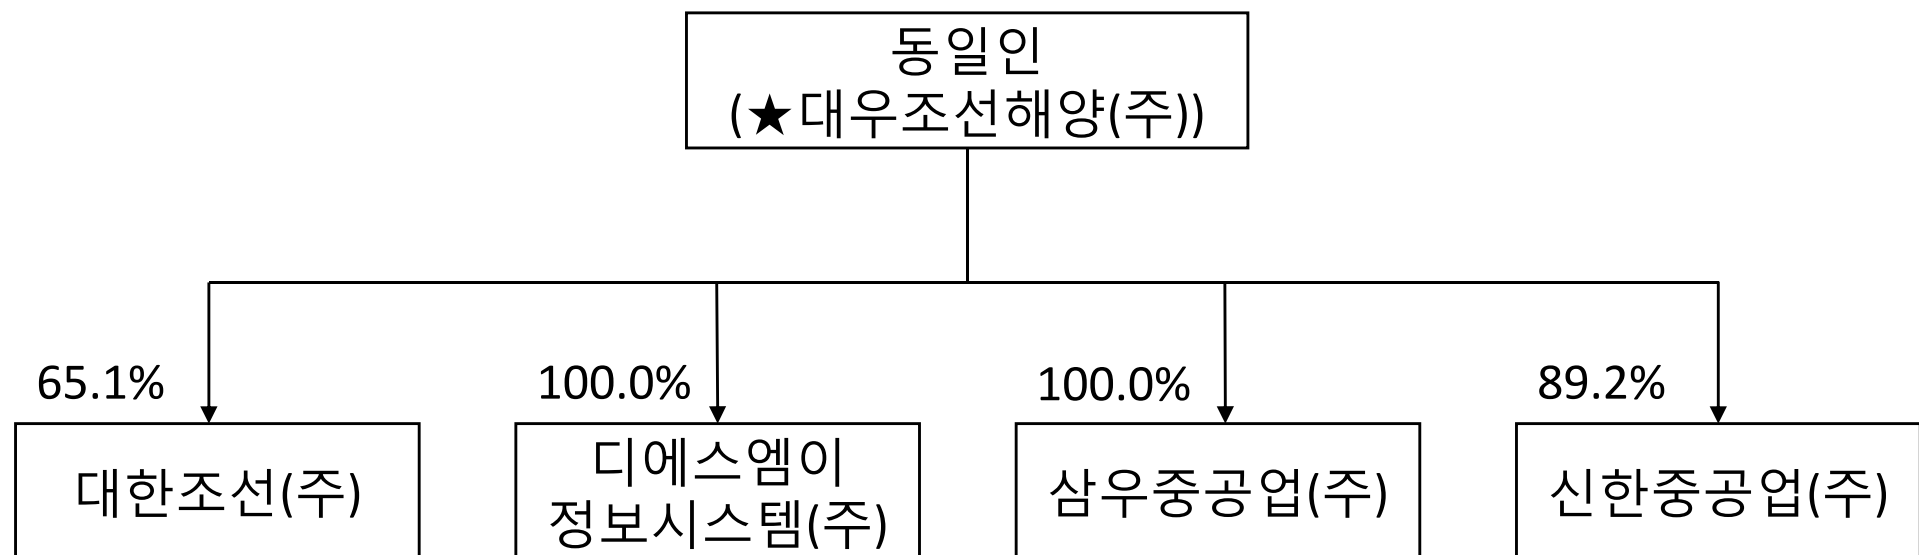 동일인
(★대우조선해양(주))
65.1%
100.0%
100.0%
89.2%
대한조선(주)
디에스엠이
정보시스템(주)
삼우중공업(주)
신한중공업(주)